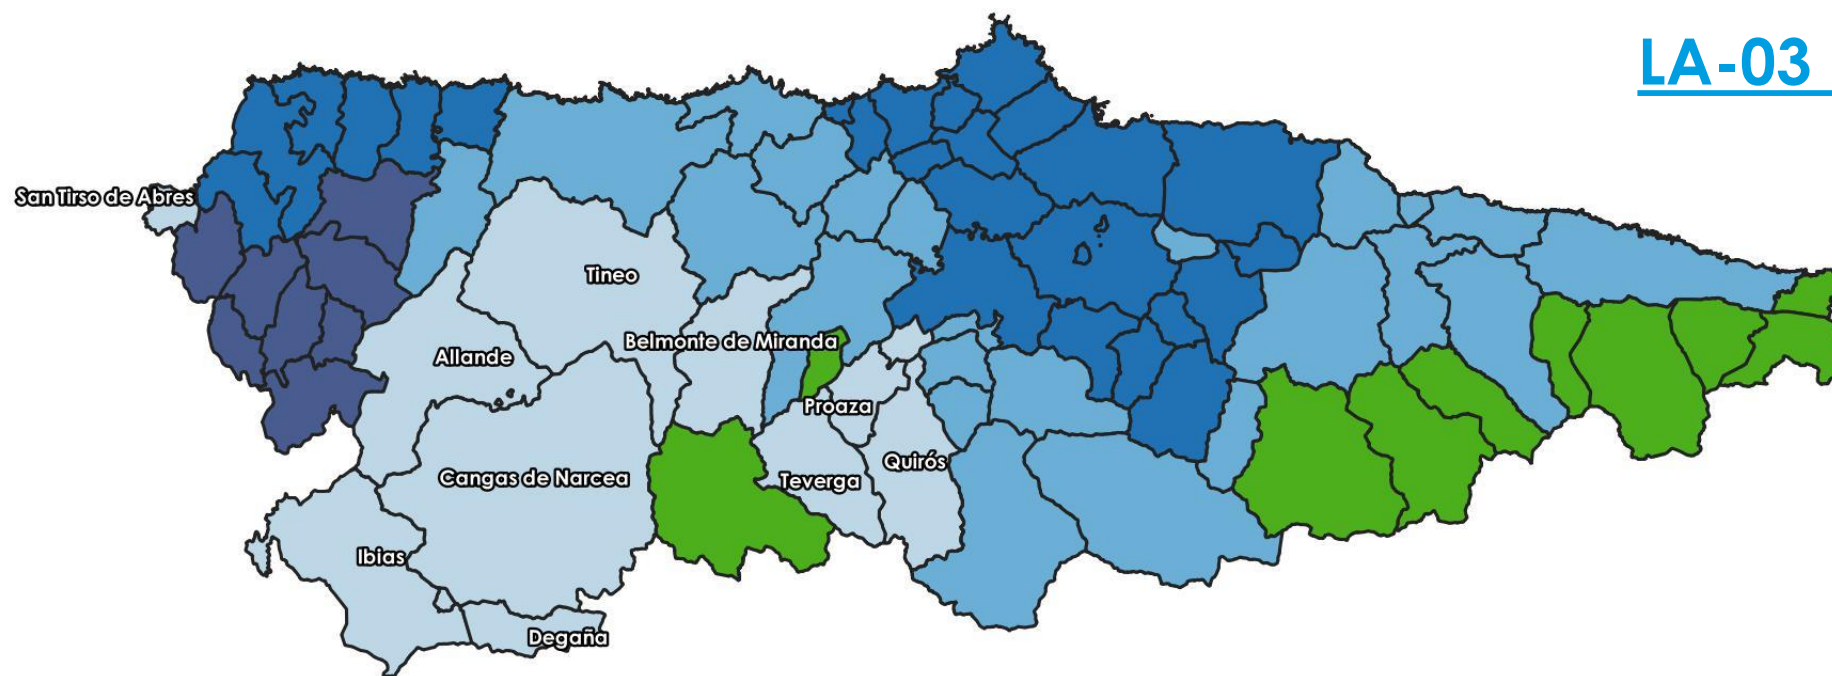 LA-03
San Tirso de Abres
Tineo
Belmonte de Miranda
Allande
Proaza
Quirós
Cangas de Narcea
Teverga
Ibias
Degaña